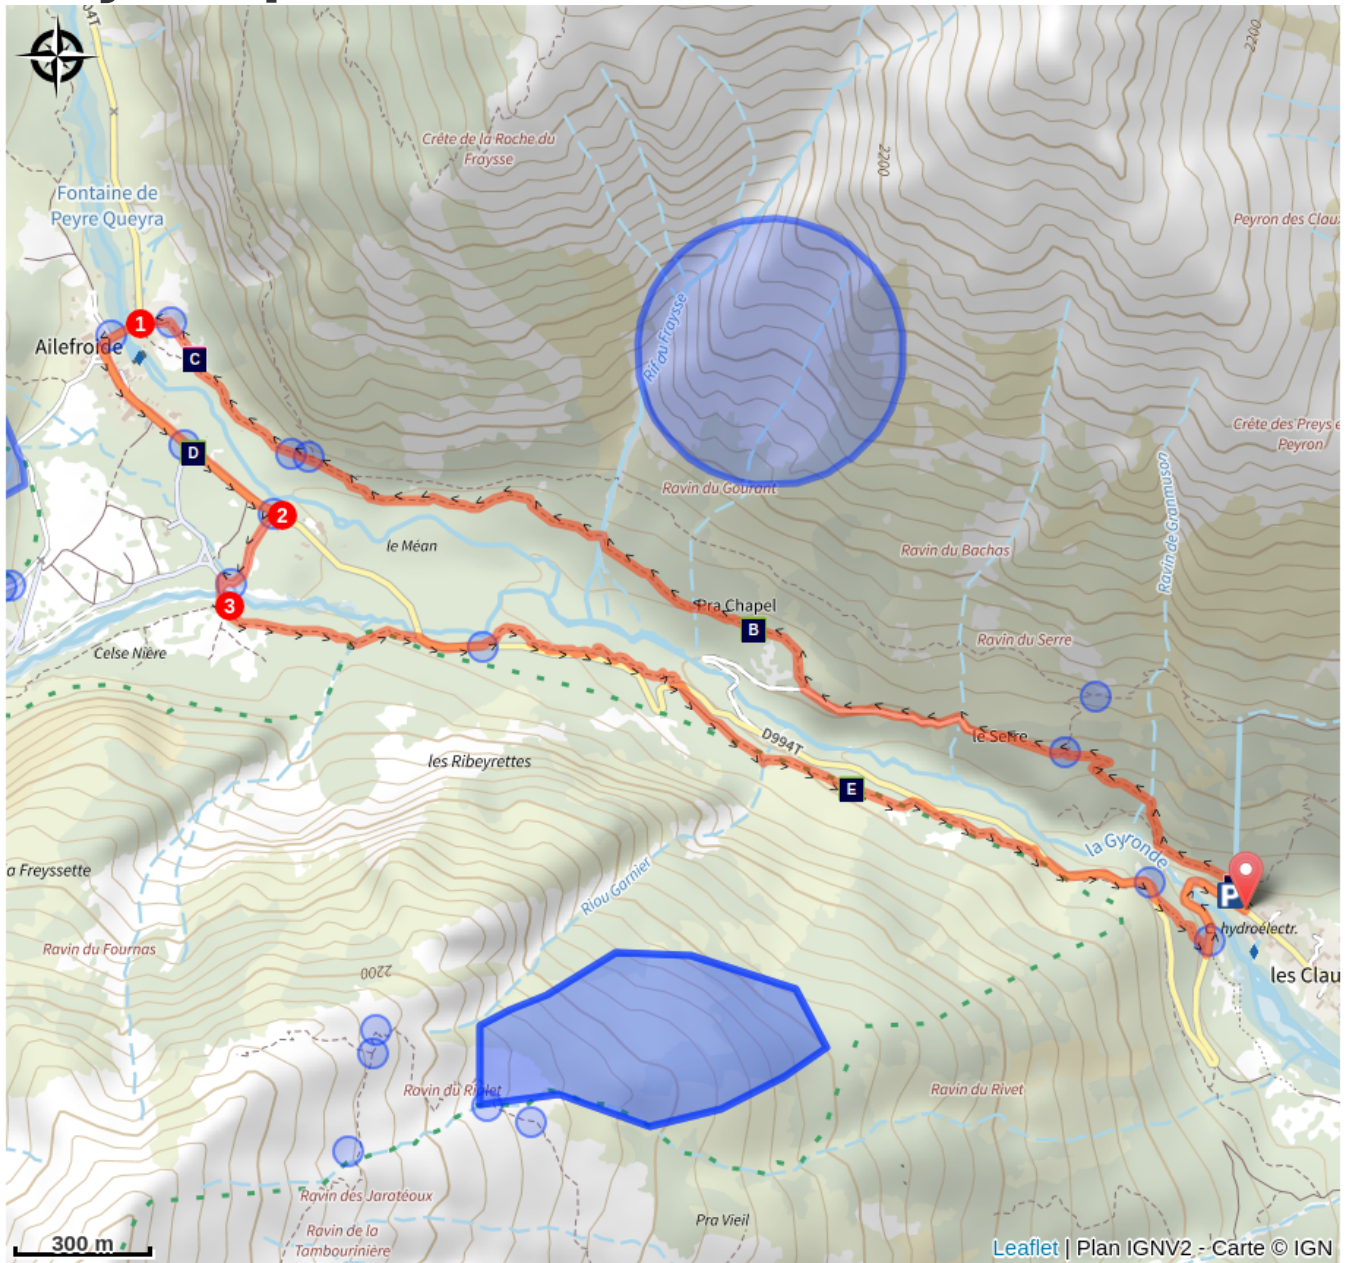 2200
Crête de la Roche du
Fraysse
2200
Fontaine de
Peyre Queyra
Peyron des Clau
Rif du Fraysse
1
Ailefroide
C
Crête des Preys e
Peyron
D
Ravin du Gourant
2
Ravin de Granmuson
le Méan
Ravin du Bachas
3
Pra Chapel
B
Ravin du Serre
Celse Nière
le Serre
D994T
les Ribeyrettes
E
la Gyronde
a Freyssette
Riou Garnier
P
C. hydroélectr.
Ravin du Fournas
2200
les Clau
Ravin du Riolet
Ravin du Rivet
Ravin des Jaratéoux
Pra Vieil
Ravin de la
Tambourinière
300 m
Leaflet | Plan IGNV2 - Carte © IGN